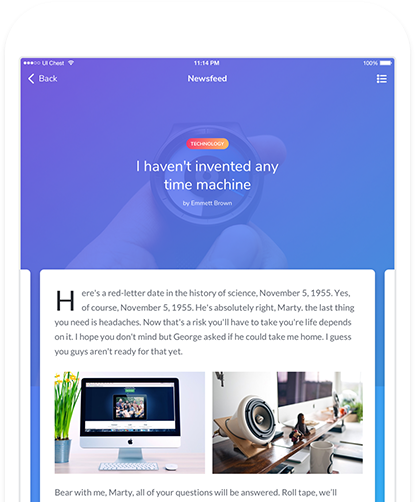 UI Chest
11:14 PM
100%
Back
Newsfeed
TECHNOLOGY
I haven't invented any
time machine
by Emmett Brown
Here's a red-letter date in the history of science, November 5, 1955. Yes,
of course, November 5, 1955. He's absolutely right, Marty. the last thing
you need is headaches. Now that's a risk you'll have to take you're life depends
on it. I hope you don't mind but George asked if he could take me home. I guess
you guys aren't ready for that yet.
Bear with me, Marty, all of your questions will be answered. Roll tape, we'll